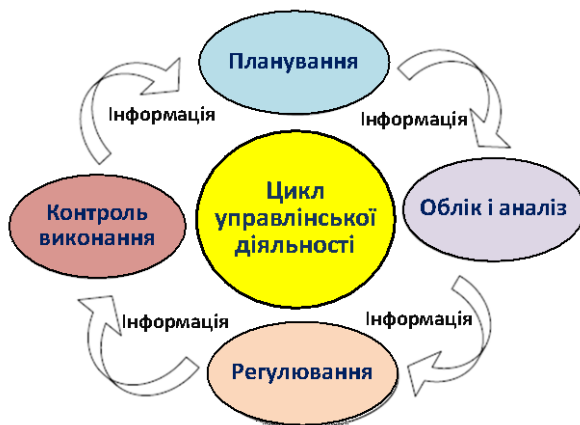 Планування
Інформація
Інформація
Цикл
управлінської
діяльності
Контроль
виконання
Облік і аналіз
Інформація
Інформація
Регулювання